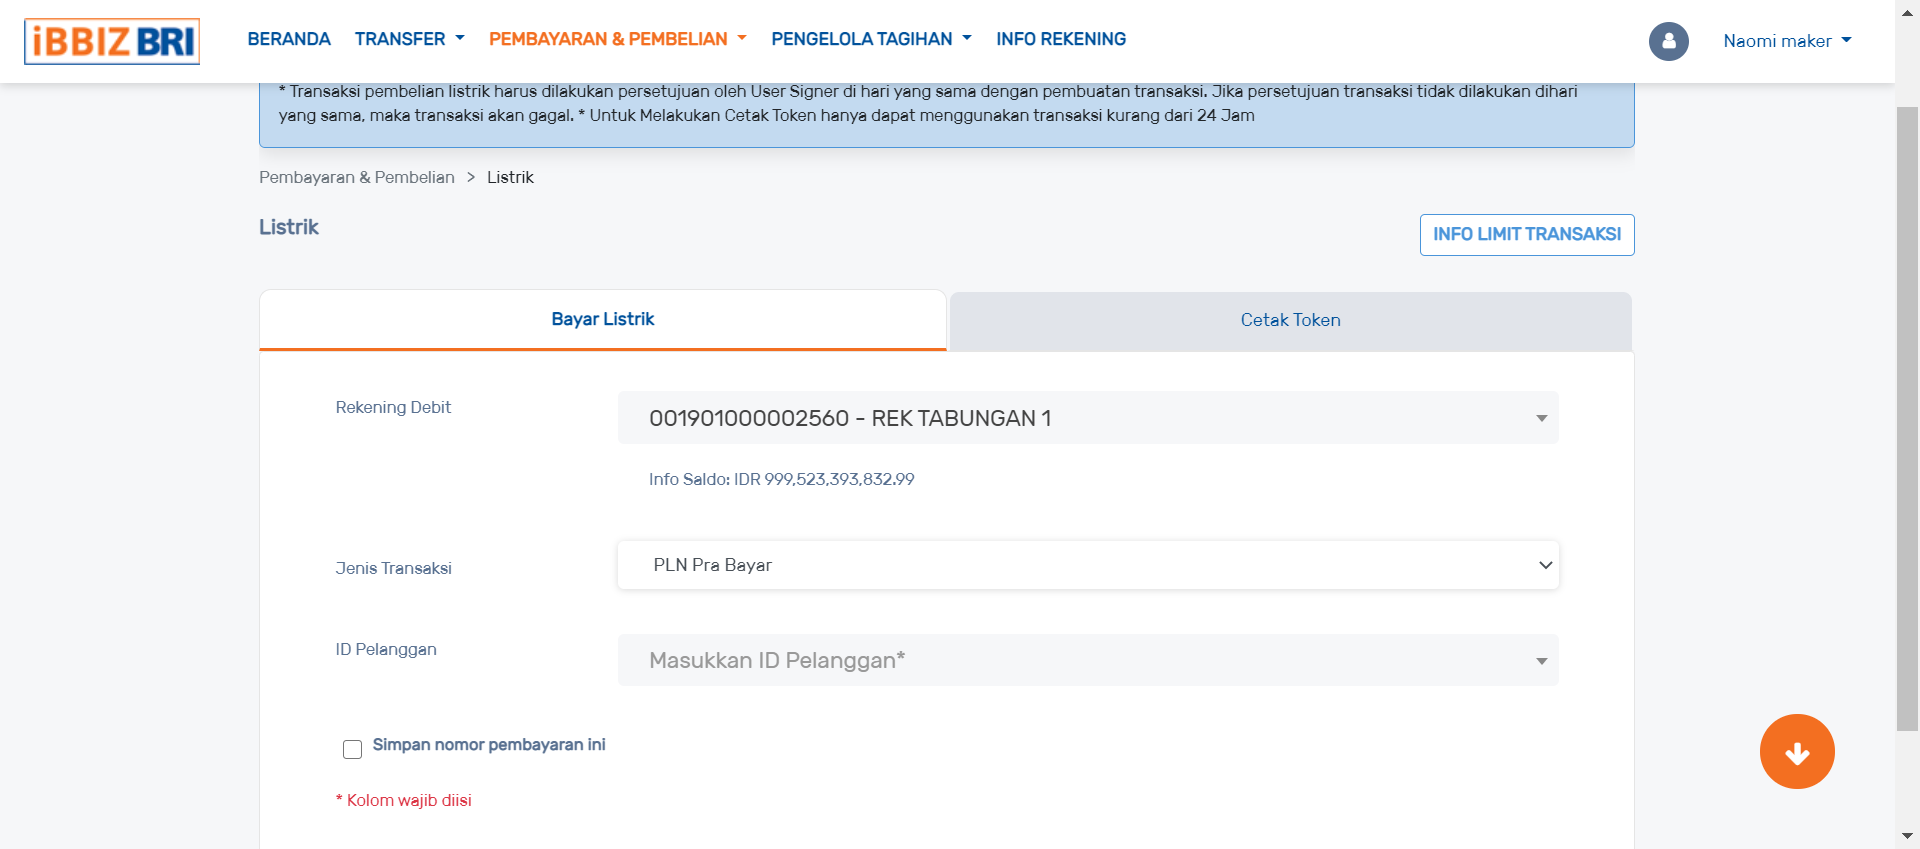 iBBIZ BRI
BERANDA TRANSFER PEMBAYARAN & PEMBELIAN PENGELOLA TAGIHAN INFO REKENING
Naomi maker
* Transaksi pembelian listrik harus dilakukan persetujuan oleh User Signer di hari yang sama dengan pembuatan transaksi. Jika persetujuan transaksi tidak dilakukan dihari
yang sama, maka transaksi akan gagal. * Untuk Melakukan Cetak Token hanya dapat menggunakan transaksi kurang dari 24 Jam
Pembayaran & Pembelian > Listrik
Listrik
INFO LIMIT TRANSAKSI
Bayar Listrik
Cetak Token
Rekening Debit
001901000002560 - REK TABUNGAN 1
Info Saldo: IDR 999,523,393,832.99
Jenis Transaksi
PLN Pra Bayar
ID Pelanggan
Masukkan ID Pelanggan*
Simpan nomor pembayaran ini
* Kolom wajib diisi